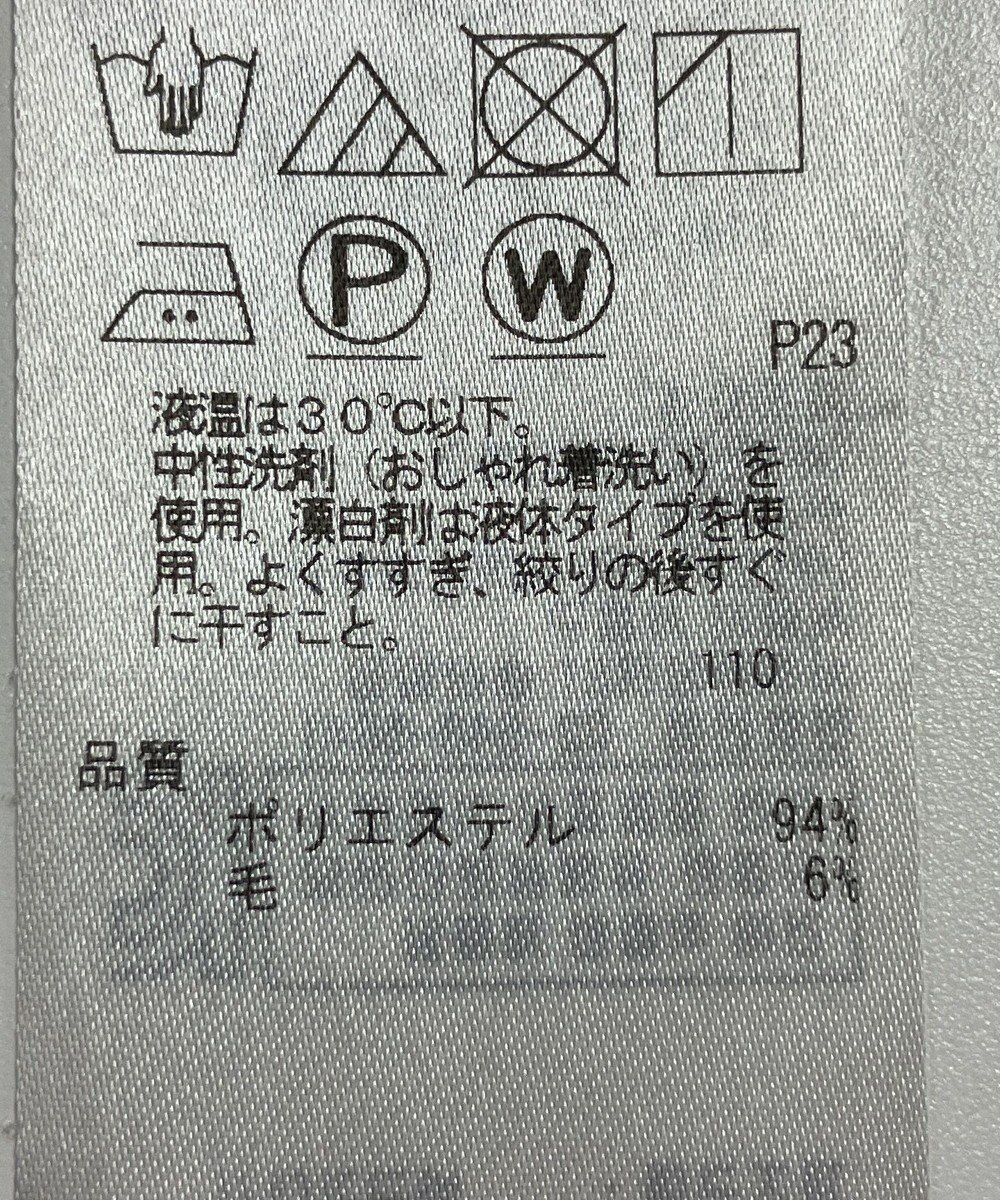 P W
P23
液温は３０℃以下。
中性洗剤（おしゃれ着洗い）を
使用。漂白剤は液体タイプを使
用。よくすすぎ、絞りの後すぐ
に干すこと。
110
品質
ポリエステル 94%
毛 6%